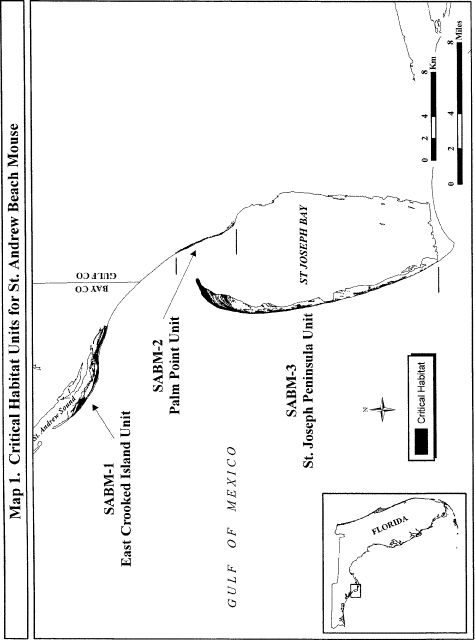 Map 1. Critical Habitat Units for St. Andrew Beach Mouse
St. Andrew Sound
BAY CO
GULF CO
SABM-1
East Crooked Island Unit
SABM-2
Palm Point Unit
ST JOSEPH BAY
SABM-3
St. Joseph Peninsula Unit
GULF OF MEXICO
N
Critical Habitat
FLORIDA
0 2 4 8 Km
0 2 4 8 Miles